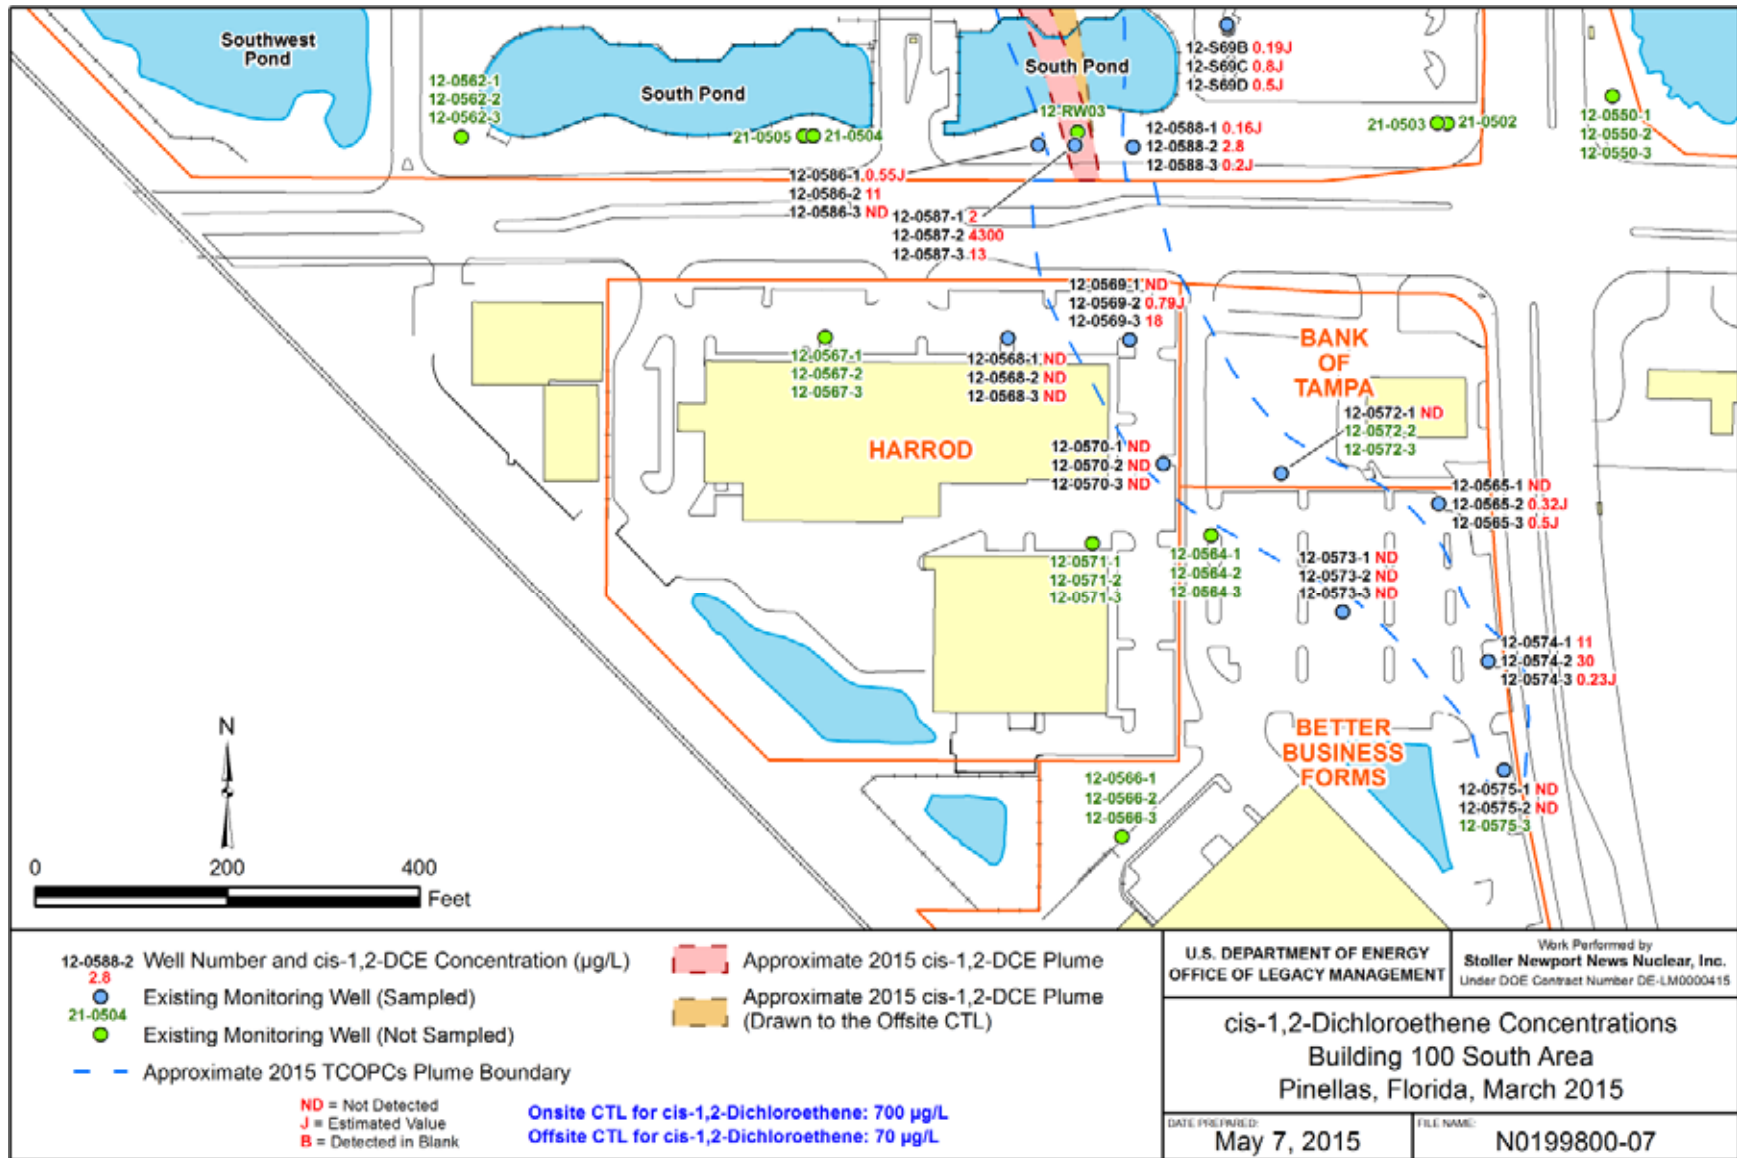 Southwest
Pond
12-0562-1
12-0562-2
12-0562-3
South Pond
21-0505
21-0504
South Pond
12-RW03
12-S69B 0.19J
12-S69C 0.8J
12-S69D 0.5J
12-0588-1 0.16J
12-0588-2 2.8
12-0588-3 0.2J
21-0503
21-0502
12-0550-1
12-0550-2
12-0550-3
12-0586-1 0.55J
12-0586-2 11
12-0586-3 ND
12-0587-1 2
12-0587-2 4300
12-0587-3 13
12-0569-1 ND
12-0569-2 0.79J
12-0569-3 18
12-0567-1
12-0567-2
12-0567-3
12-0568-1 ND
12-0568-2 ND
12-0568-3 ND
BANK
OF
TAMPA
12-0572-1 ND
12-0572-2
12-0572-3
HARROD
12-0570-1 ND
12-0570-2 ND
12-0570-3 ND
12-0565-1 ND
12-0565-2 0.32J
12-0565-3 0.5J
12-0571-1
12-0571-2
12-0571-3
12-0564-1
12-0564-2
12-0564-3
12-0573-1 ND
12-0573-2 ND
12-0573-3 ND
12-0574-1 11
12-0574-2 30
12-0574-3 0.23J
BETTER
BUSINESS
FORMS
12-0566-1
12-0566-2
12-0566-3
12-0575-1 ND
12-0575-2 ND
12-0575-3
N
0 200 400
Feet
12-0588-2 Well Number and cis-1,2-DCE Concentration (µg/L)
2.8
Existing Monitoring Well (Sampled)
21-0504
Existing Monitoring Well (Not Sampled)
Approximate 2015 TCOPCs Plume Boundary
ND = Not Detected
J = Estimated Value
B = Detected in Blank
Approximate 2015 cis-1,2-DCE Plume
Approximate 2015 cis-1,2-DCE Plume
(Drawn to the Offsite CTL)
Onsite CTL for cis-1,2-Dichloroethene: 700 µg/L
Offsite CTL for cis-1,2-Dichloroethene: 70 µg/L
U.S. DEPARTMENT OF ENERGY
OFFICE OF LEGACY MANAGEMENT
Work Performed by
Stoller Newport News Nuclear, Inc.
Under DOE Contract Number DE-LM0000415
cis-1,2-Dichloroethene Concentrations
Building 100 South Area
Pinellas, Florida, March 2015
DATE PREPARED:
May 7, 2015
FILE NAME:
N0199800-07